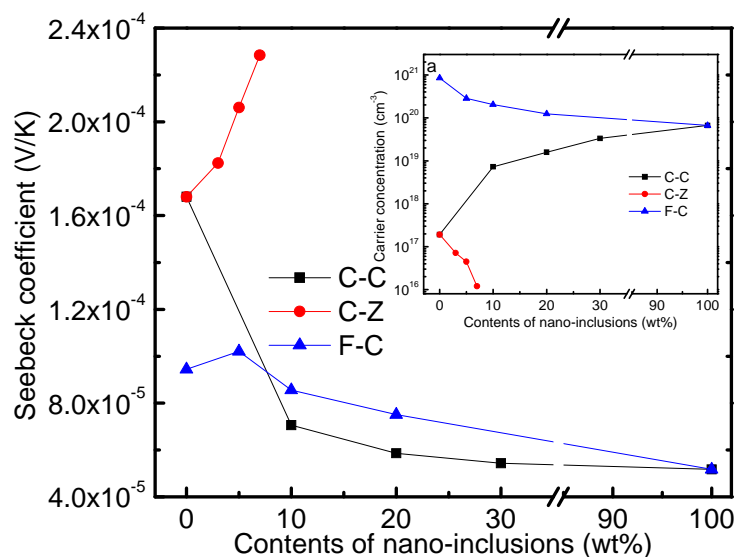 2.4x10⁻⁴
2.0x10⁻⁴
1.6x10⁻⁴
1.2x10⁻⁴
8.0x10⁻⁵
4.0x10⁻⁵
Seebeck coefficient (V/K)
0 10 20 30 90 100
Contents of nano-inclusions (wt%)
C-C
C-Z
F-C
a
10²¹
10²⁰
10¹⁹
10¹⁸
10¹⁷
10¹⁶
Carrier concentration (cm⁻³)
C-C
C-Z
F-C
0 10 20 30 90 100
Contents of nano-inclusions (wt%)